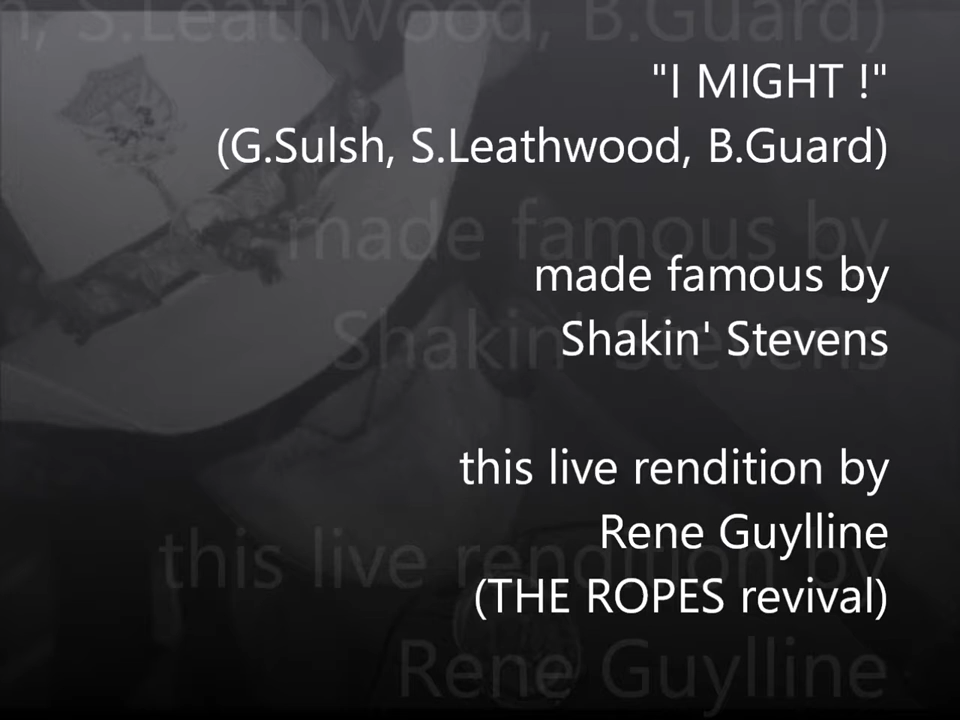 "I MIGHT !"
(G.Sulsh, S.Leathwood, B.Guard)
made famous by
Shakin' Stevens
this live rendition by
Rene Guylline
(THE ROPES revival)